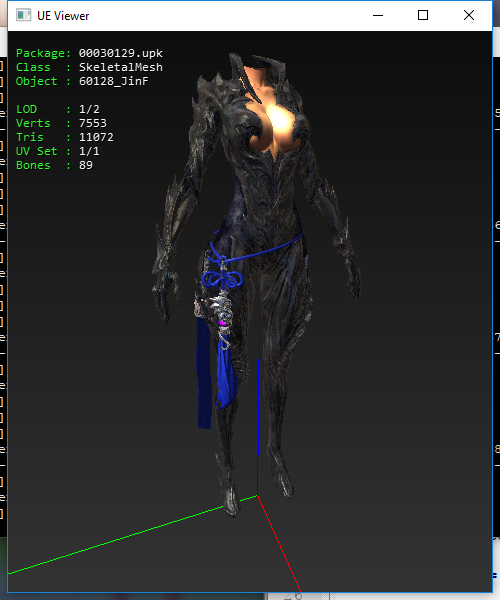 UE Viewer
Package: 00030129.upk
Class : SkeletalMesh
Object : 60128_JinF
LOD : 1/2
Verts : 7553
Tris : 11072
UV Set : 1/1
Bones : 89